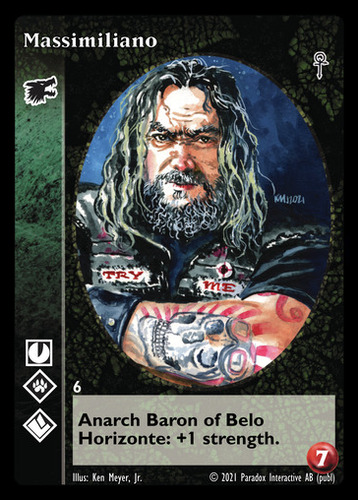 Massimiliano
TRY
ME
6
Anarch Baron of Belo
Horizonte: +1 strength.
7
Illus: Ken Meyer, Jr. © 2021 Paradox Interactive AB (publ)